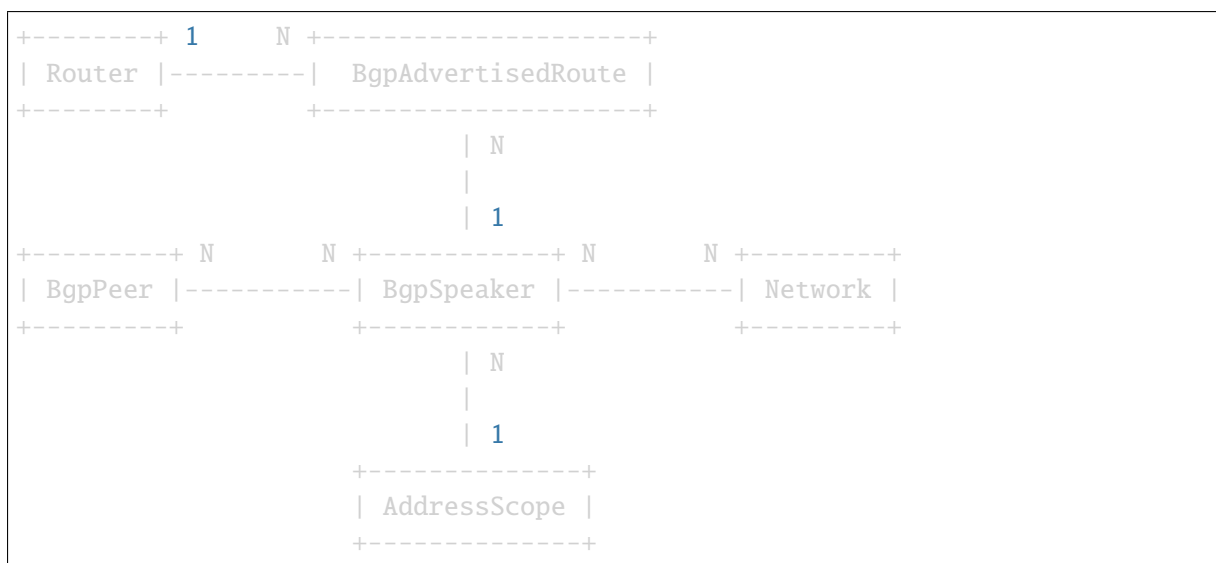 +--------+ 1     N +---------------------+
| Router |---------|  BgpAdvertisedRoute |
+--------+         +---------------------+
                             | N
                             |
                             | 1
+---------+ N       N +------------+ N       N +---------+
| BgpPeer |-----------| BgpSpeaker |-----------| Network |
+---------+           +------------+           +---------+
                             | N
                             |
                             | 1
                      +--------------+
                      | AddressScope |
                      +--------------+